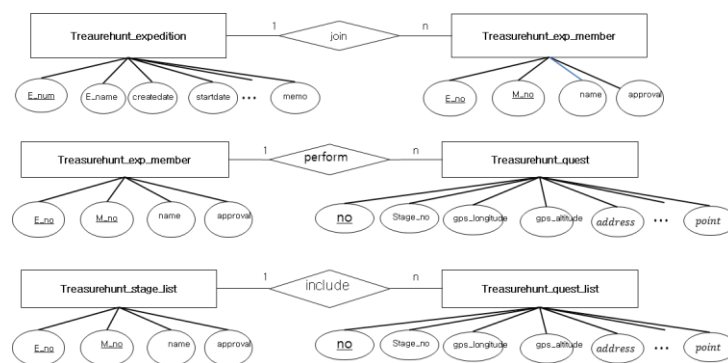 Treaurehunt_expedition 1 join n Treasurehunt_exp_member
E_num E_name createdate startdate ... memo E_no M_no name approval
Treasurehunt_exp_member 1 perform n Treasurehunt_quest
E_no M_no name approval no Stage_no gps_longitude gps_altitude address ... point
Treasurehunt_stage_list 1 include n Treasurehunt_quest_list
E_no M_no name approval no Stage_no gps_longitude gps_altitude address ... point